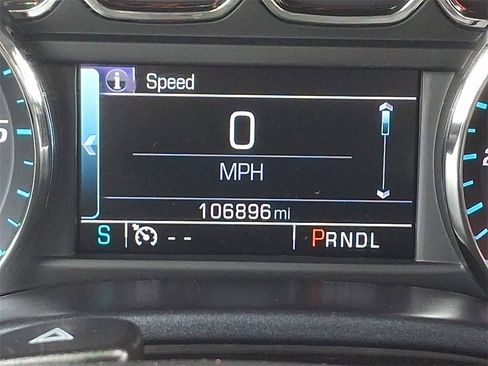 i Speed
0
MPH
106896 mi
S -- PRNDL